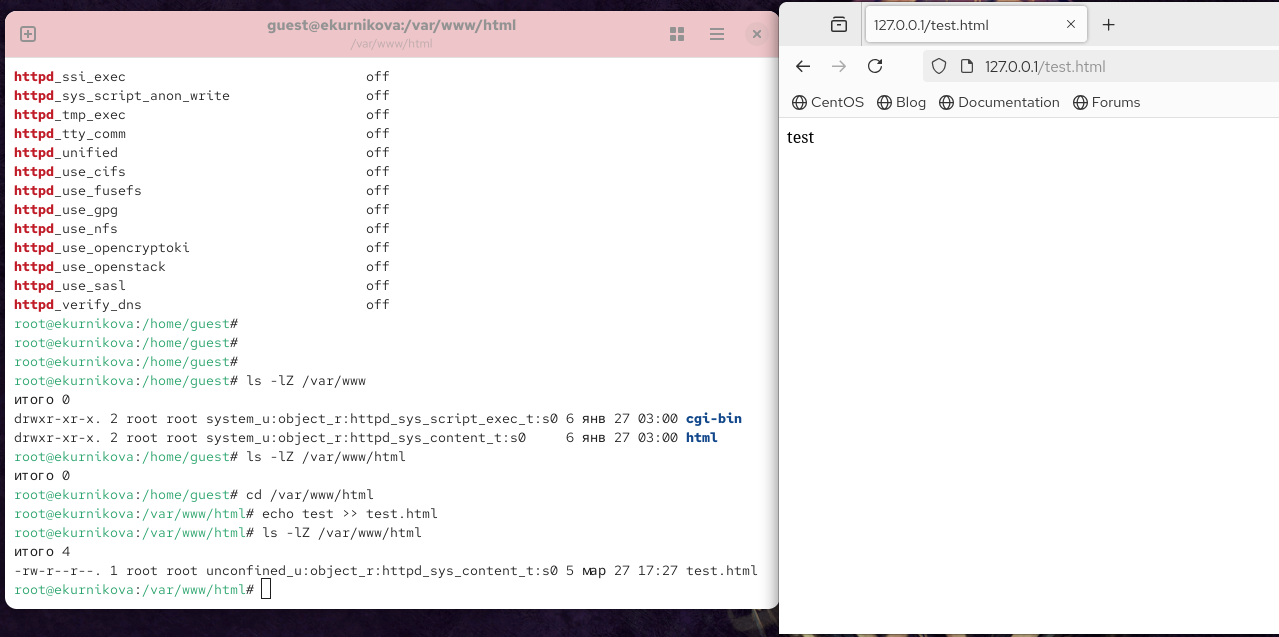 guest@ekurnikova:/var/www/html
/var/www/html
httpd_ssi_exec                              off
httpd_sys_script_anon_write                 off
httpd_tmp_exec                              off
httpd_tty_comm                              off
httpd_unified                               off
httpd_use_cifs                              off
httpd_use_fusefs                            off
httpd_use_gpg                               off
httpd_use_nfs                               off
httpd_use_opencryptoki                      off
httpd_use_openstack                         off
httpd_use_sasl                              off
httpd_verify_dns                            off
root@ekurnikova:/home/guest#
root@ekurnikova:/home/guest#
root@ekurnikova:/home/guest#
root@ekurnikova:/home/guest# ls -lZ /var/www
итого 0
drwxr-xr-x. 2 root root system_u:object_r:httpd_sys_script_exec_t:s0 6 янв 27 03:00 cgi-bin
drwxr-xr-x. 2 root root system_u:object_r:httpd_sys_content_t:s0     6 янв 27 03:00 html
root@ekurnikova:/home/guest# ls -lZ /var/www/html
итого 0
root@ekurnikova:/home/guest# cd /var/www/html
root@ekurnikova:/var/www/html# echo test >> test.html
root@ekurnikova:/var/www/html# ls -lZ /var/www/html
итого 4
-rw-r--r--. 1 root root unconfined_u:object_r:httpd_sys_content_t:s0 5 мар 27 17:27 test.html
root@ekurnikova:/var/www/html#
127.0.0.1/test.html
127.0.0.1/test.html
CentOS Blog Documentation Forums
test